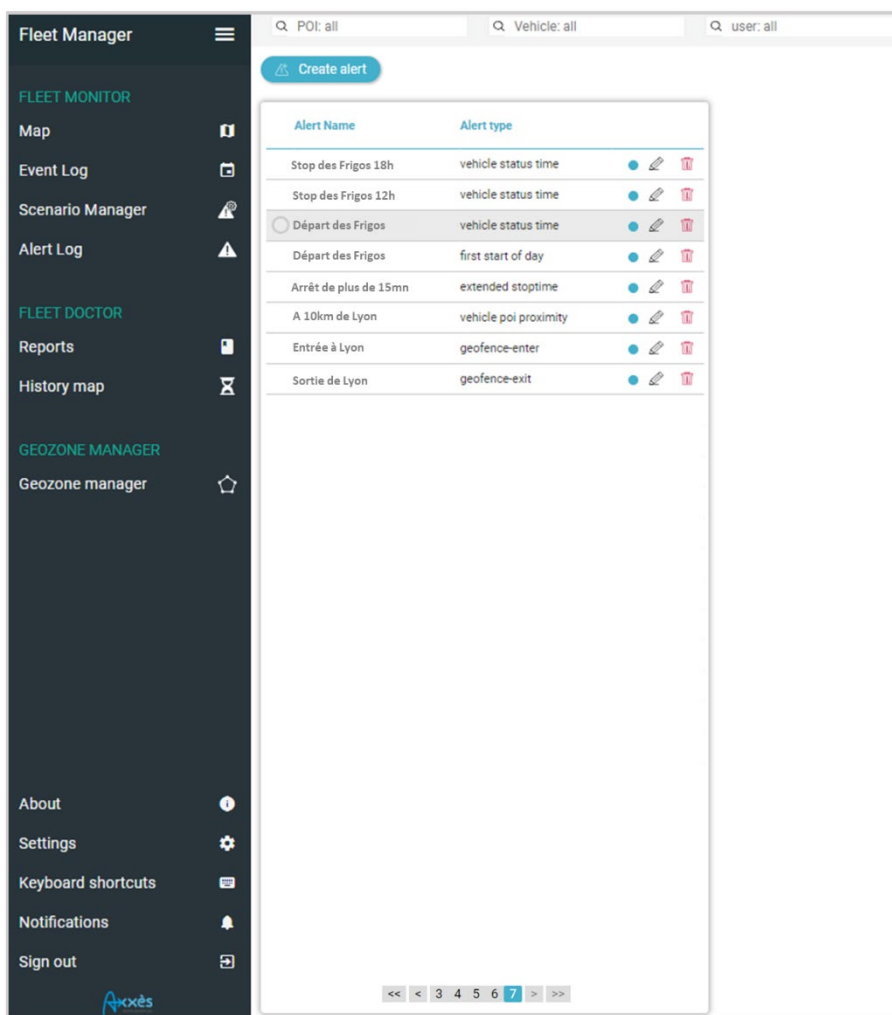 Fleet Manager
POI: all
Vehicle: all
user: all
Create alert
FLEET MONITOR
Map
Event Log
Scenario Manager
Alert Log
FLEET DOCTOR
Reports
History map
GEOZONE MANAGER
Geozone manager
About
Settings
Keyboard shortcuts
Notifications
Sign out
Axxès
Alert Name Alert type
Stop des Frigos 18h vehicle status time
Stop des Frigos 12h vehicle status time
Départ des Frigos vehicle status time
Départ des Frigos first start of day
Arrêt de plus de 15mn extended stoptime
A 10km de Lyon vehicle poi proximity
Entrée à Lyon geofence-enter
Sortie de Lyon geofence-exit
<< < 3 4 5 6 7 > >>